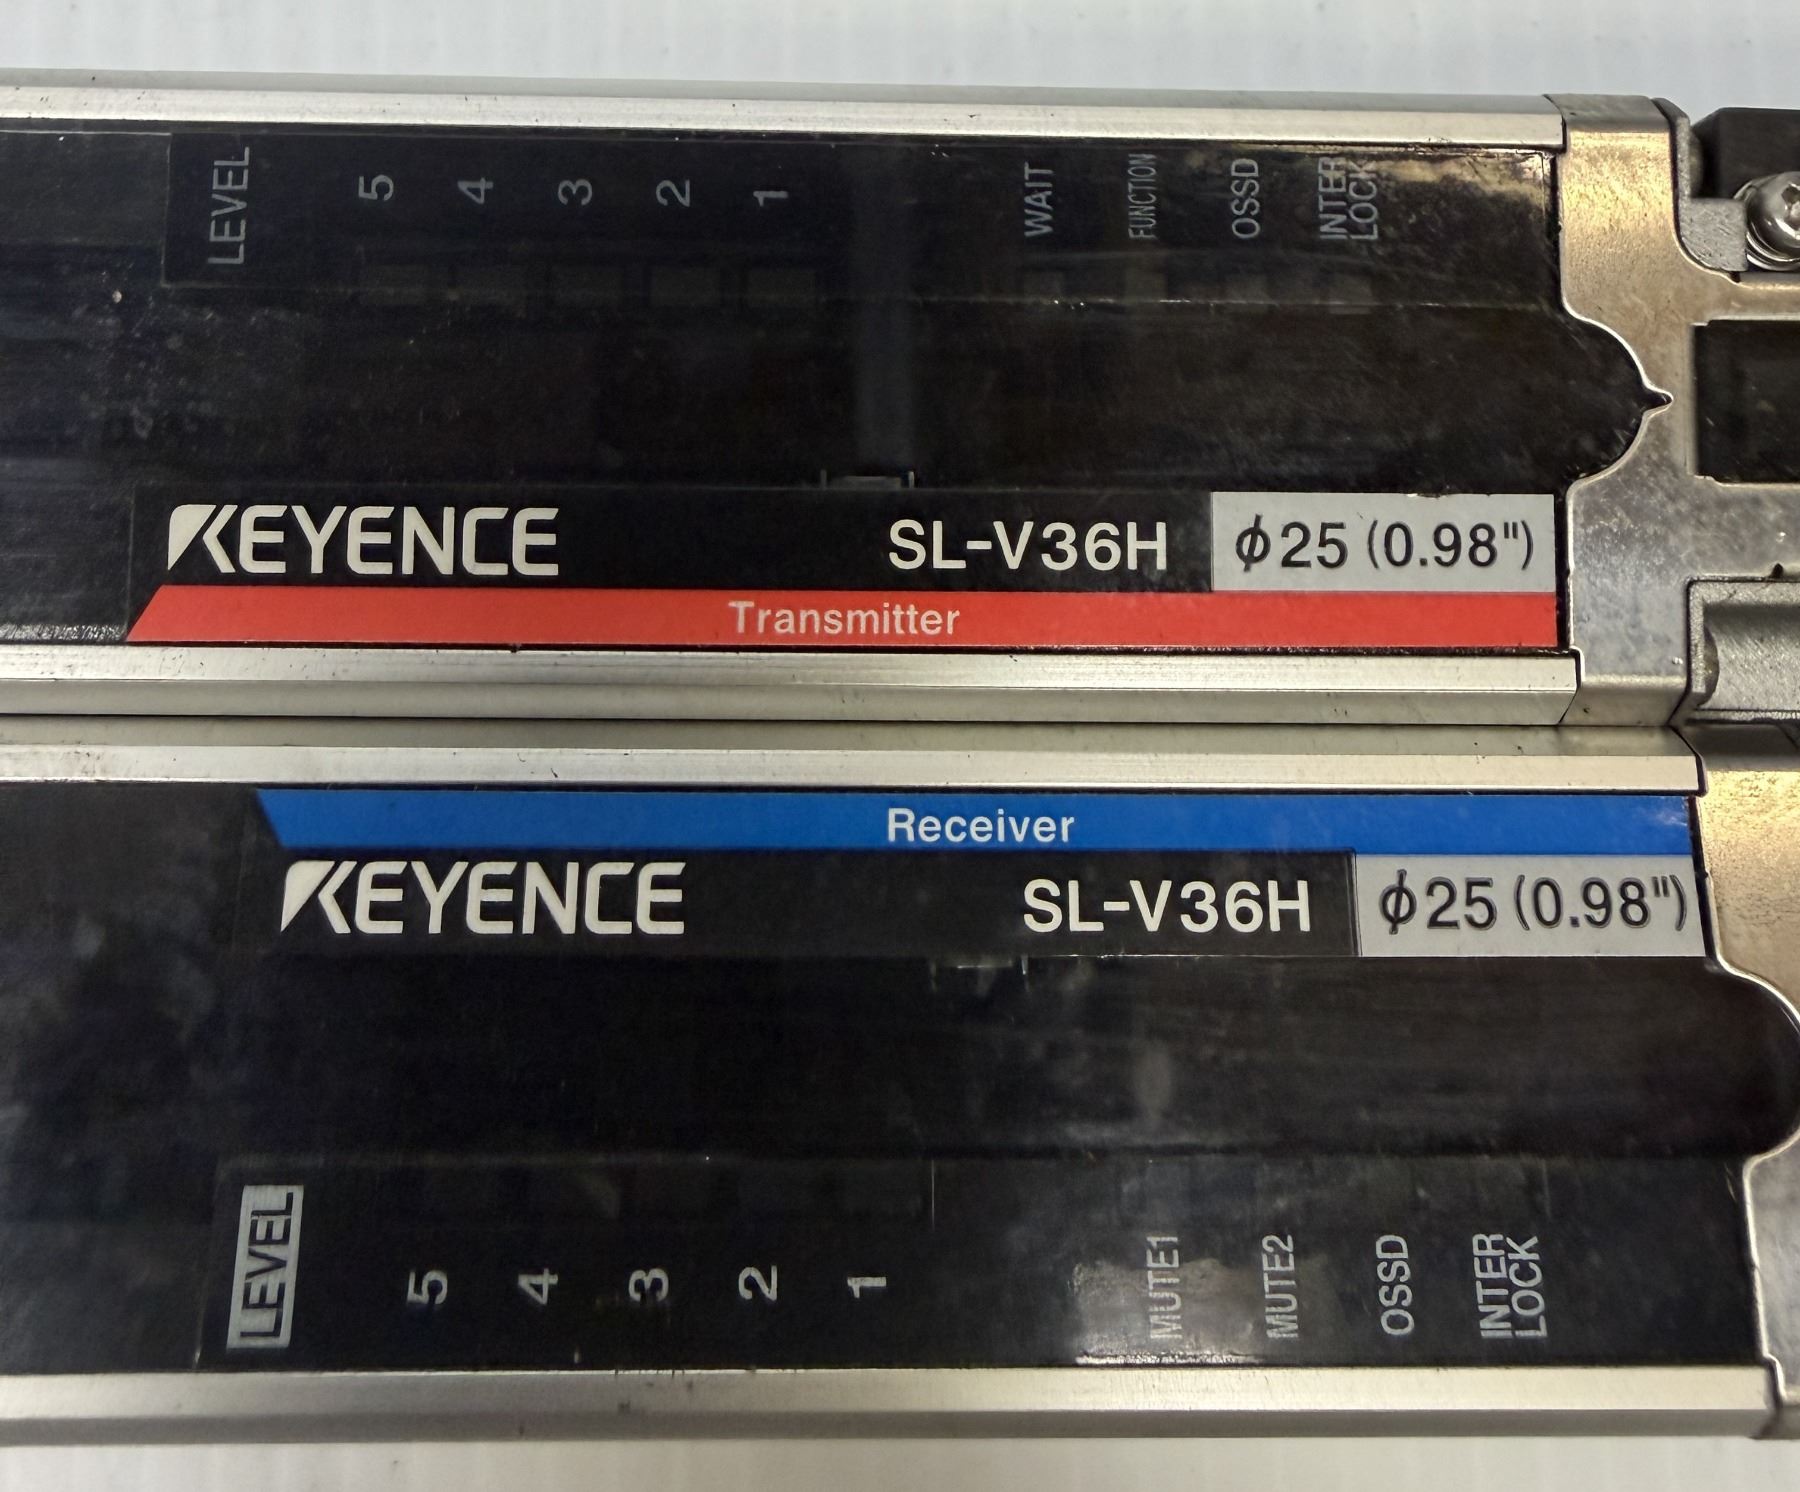 LEVEL
5
4
3
2
1
WAIT
FUNCTION
OSSD
INTER
LOCK
KEYENCE SL-V36H ϕ25 (0.98")
Transmitter
Receiver
KEYENCE SL-V36H ϕ25 (0.98")
LEVEL
5
4
3
2
1
MUTE1
MUTE2
OSSD
INTER
LOCK